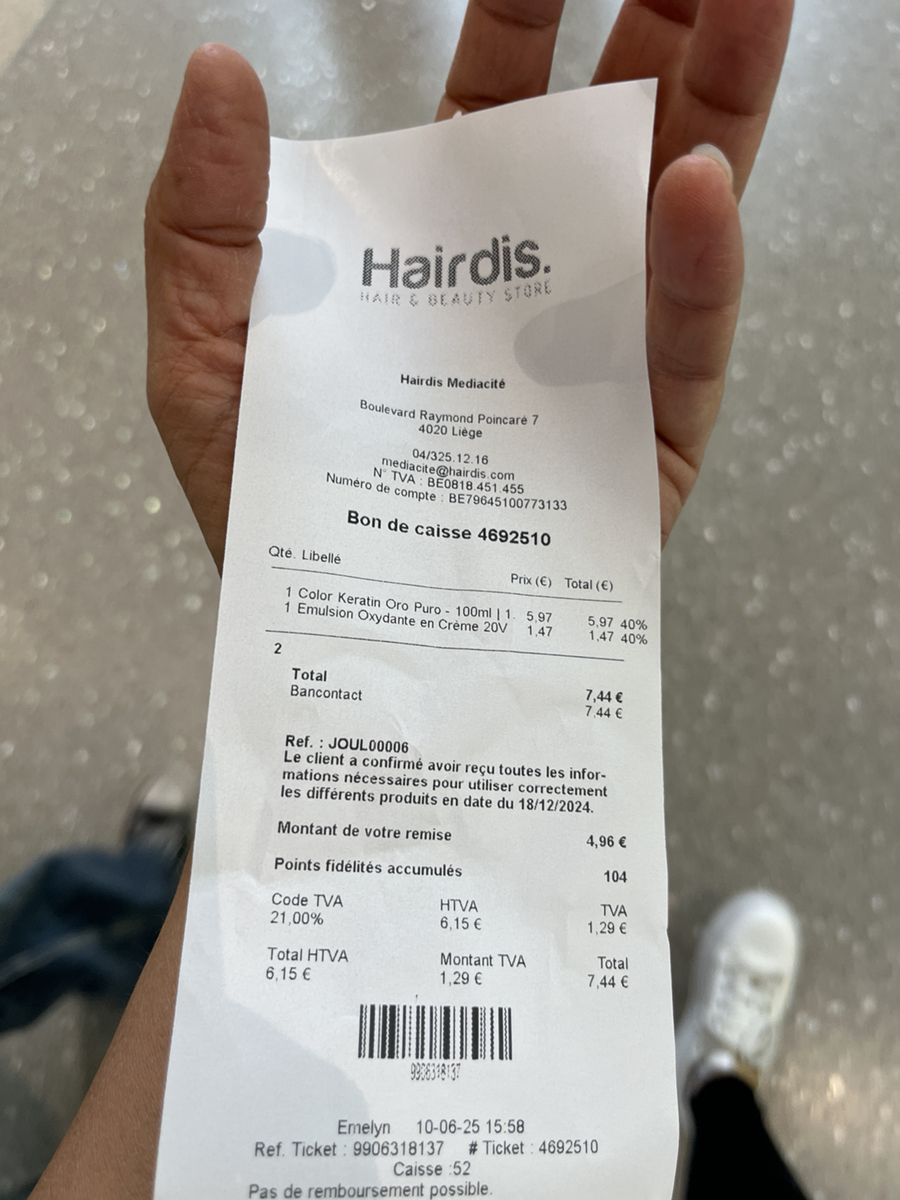 Hairdis.
HAIR & BEAUTY STORE
Hairdis Mediacité
Boulevard Raymond Poincaré 7
4020 Liège
04/325.12.16
mediacite@hairdis.com
N° TVA : BE0818.451.455
Numéro de compte : BE79645100773133
Bon de caisse 4692510
Qté. Libellé Prix (€) Total (€)
1 Color Keratin Oro Puro - 100ml | 1. 5,97 5,97 40%
1 Emulsion Oxydante en Crème 20V 1,47 1,47 40%
2
Total 7,44 €
Bancontact 7,44 €
Ref. : JOUL00006
Le client a confirmé avoir reçu toutes les infor-
mations nécessaires pour utiliser correctement
les différents produits en date du 18/12/2024.
Montant de votre remise 4,96 €
Points fidélités accumulés 104
Code TVA HTVA TVA
21,00% 6,15 € 1,29 €
Total HTVA Montant TVA Total
6,15 € 1,29 € 7,44 €
9906318137
Emelyn 10-06-25 15:58
Ref. Ticket : 9906318137 # Ticket : 4692510
Caisse :52
Pas de remboursement possible.